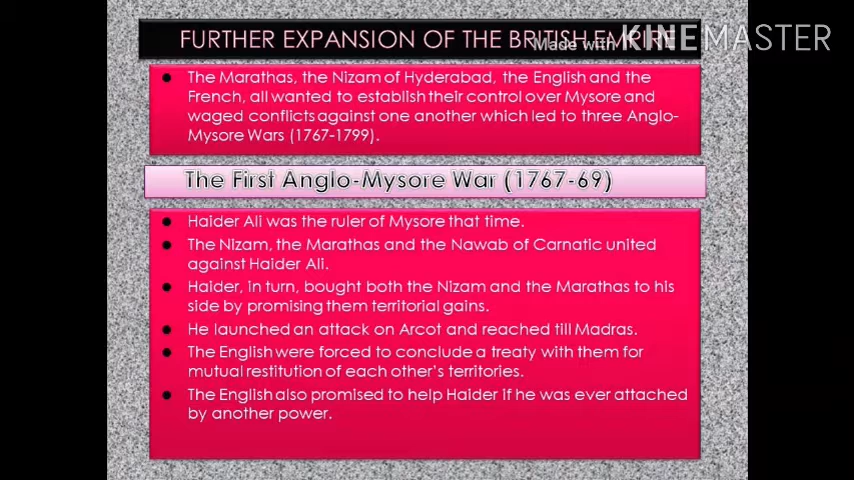 FURTHER EXPANSION OF THE BRITISH EMPIRE
Made with KINEMASTER
The Marathas, the Nizam of Hyderabad, the English and the
French, all wanted to establish their control over Mysore and
waged conflicts against one another which led to three Anglo-
Mysore Wars (1767-1799).
The First Anglo-Mysore War (1767-69)
Haider Ali was the ruler of Mysore that time.
The Nizam, the Marathas and the Nawab of Carnatic united
against Haider Ali.
Haider, in turn, bought both the Nizam and the Marathas to his
side by promising them territorial gains.
He launched an attack on Arcot and reached till Madras.
The English were forced to conclude a treaty with them for
mutual restitution of each other's territories.
The English also promised to help Haider if he was ever attached
by another power.